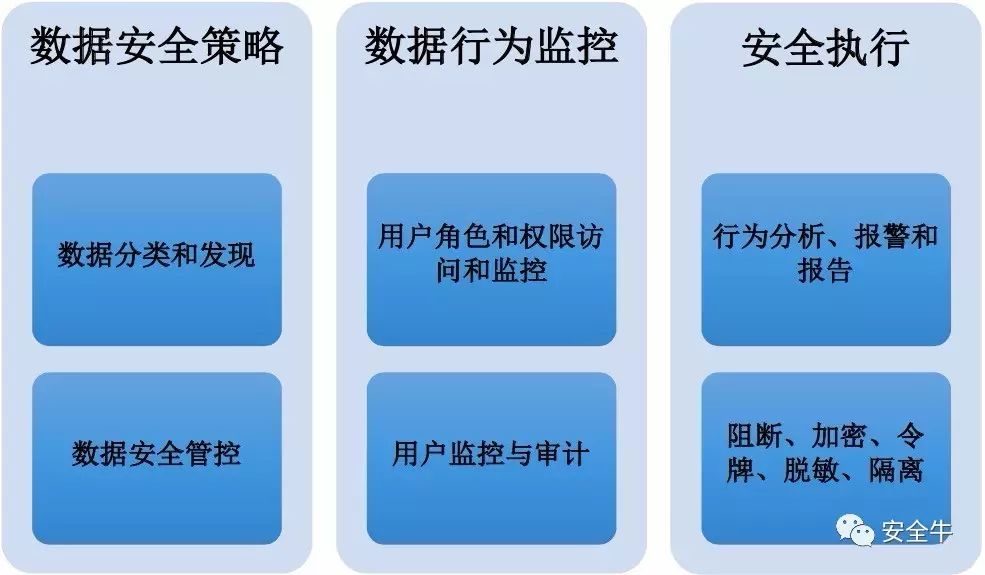 数据安全策略
数据分类和发现
数据安全管控
数据行为监控
用户角色和权限访
问和监控
用户监控与审计
安全执行
行为分析、报警和
报告
阻断、加密、令
牌、脱敏、隔离
安全牛